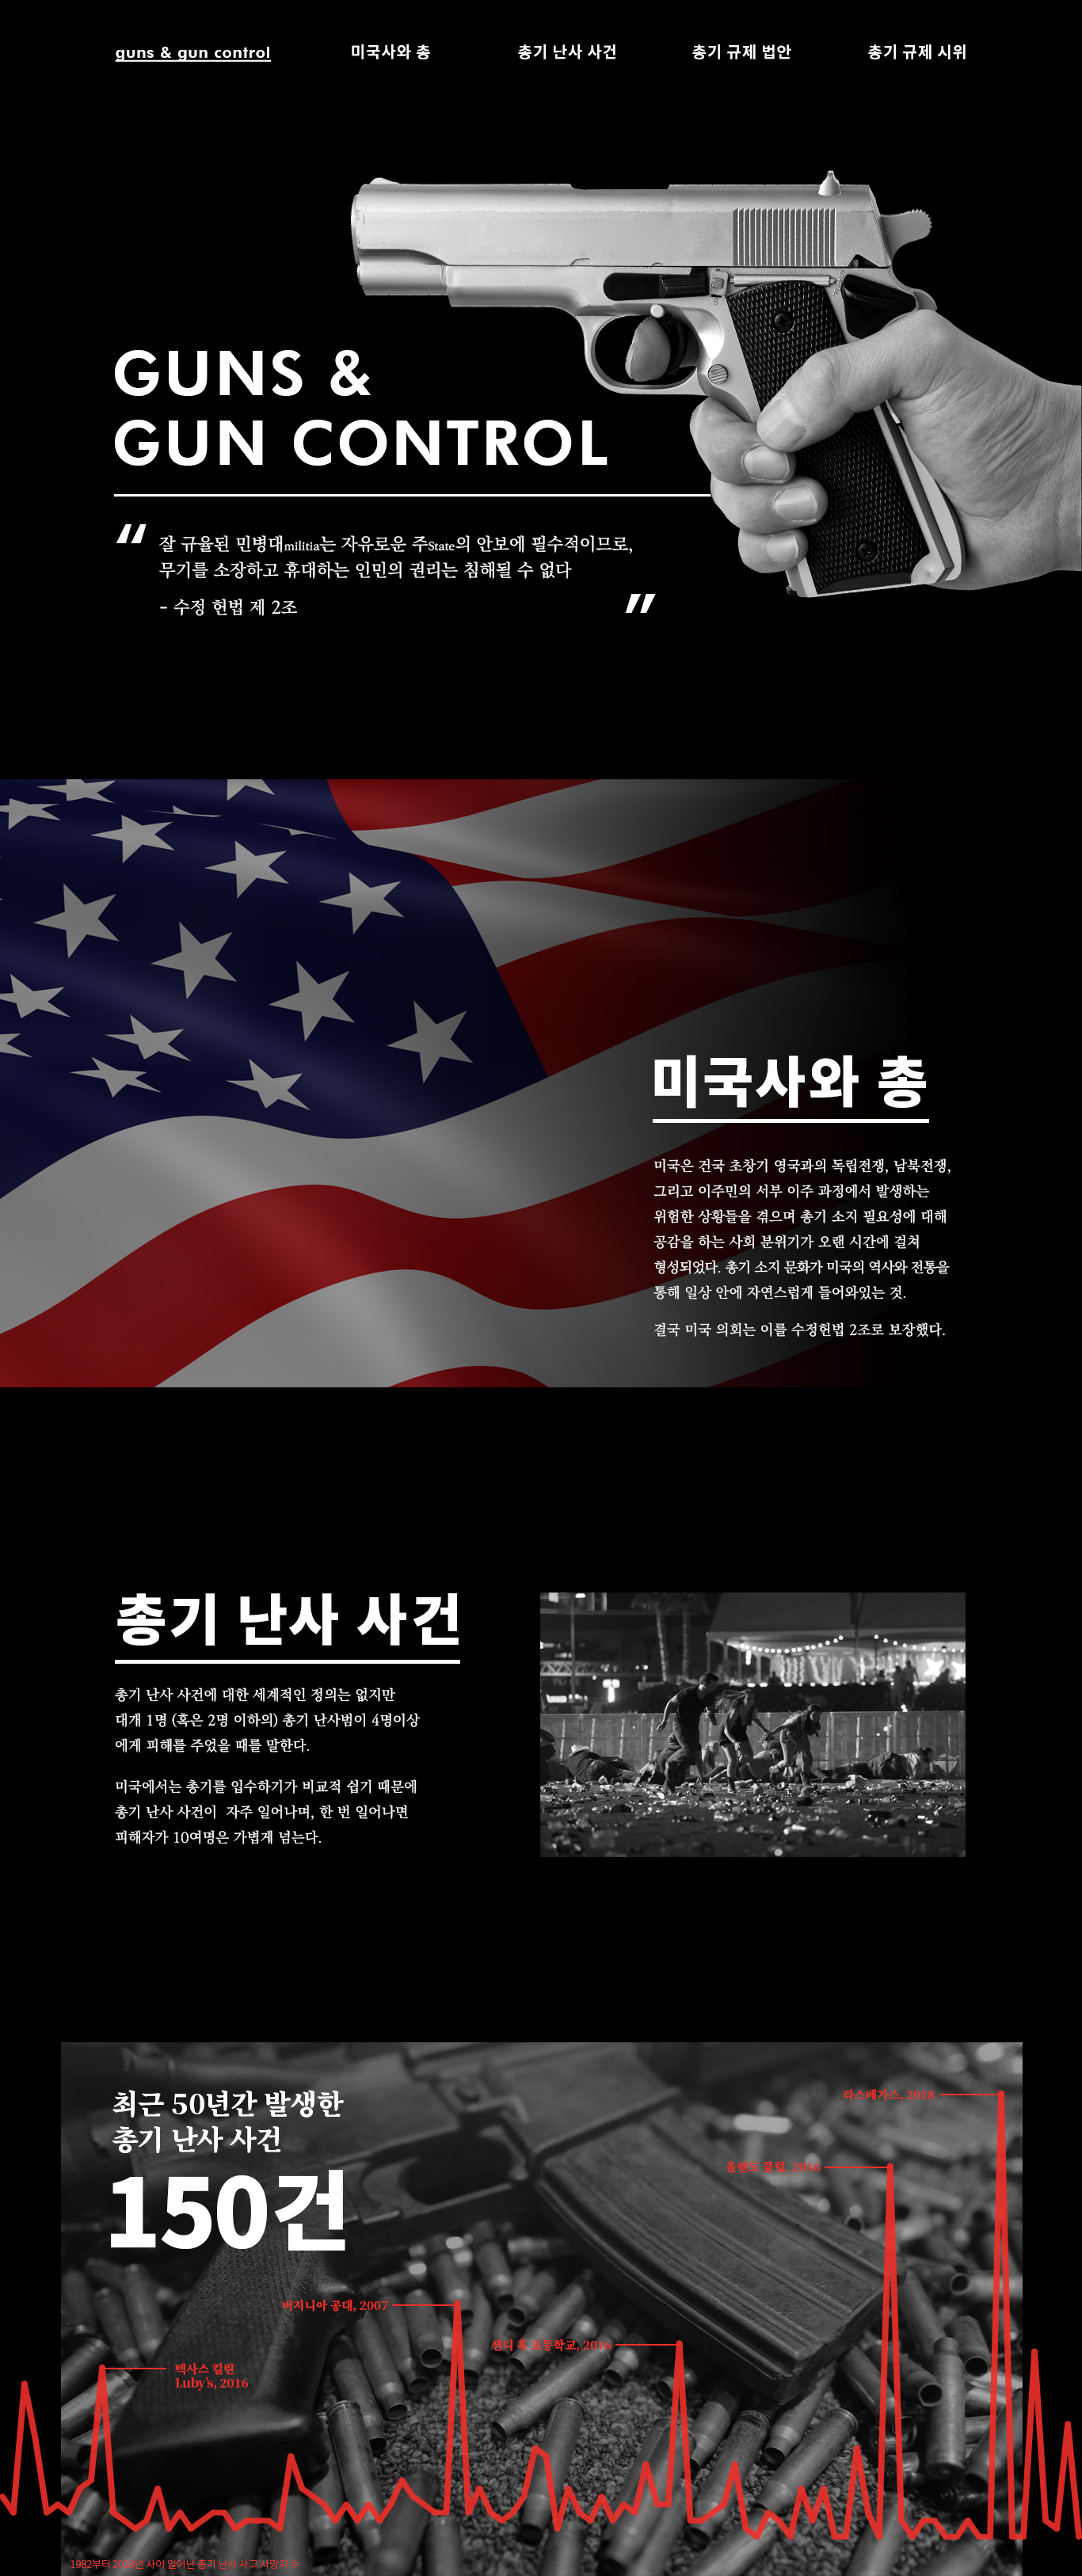 guns & gun control
미국사와 총
총기 난사 사건
총기 규제 법안
총기 규제 시위
GUNS &
GUN CONTROL
“ 잘 규율된 민병대militia는 자유로운 주State의 안보에 필수적이므로,
무기를 소장하고 휴대하는 인민의 권리는 침해될 수 없다
- 수정 헌법 제 2조 ”
미국사와 총
미국은 건국 초창기 영국과의 독립전쟁, 남북전쟁,
그리고 이주민의 서부 이주 과정에서 발생하는
위험한 상황들을 겪으며 총기 소지 필요성에 대해
공감을 하는 사회 분위기가 오랜 시간에 걸쳐
형성되었다. 총기 소지 문화가 미국의 역사와 전통을
통해 일상 안에 자연스럽게 들어와있는 것.
결국 미국 의회는 이를 수정헌법 2조로 보장했다.
총기 난사 사건
총기 난사 사건에 대한 세계적인 정의는 없지만
대개 1명 (혹은 2명 이하의) 총기 난사범이 4명이상
에게 피해를 주었을 때를 말한다.
미국에서는 총기를 입수하기가 비교적 쉽기 때문에
총기 난사 사건이 자주 일어나며, 한 번 일어나면
피해자가 10여명은 가볍게 넘는다.
최근 50년간 발생한
총기 난사 사건
150건
라스베가스, 2018
올랜도 클럽, 2016
버지니아 공대, 2007
샌디 훅 초등학교, 2016
텍사스 킬린
Luby's, 2016
1982부터 사이 일어난 총기 난사 사고 사망자 수